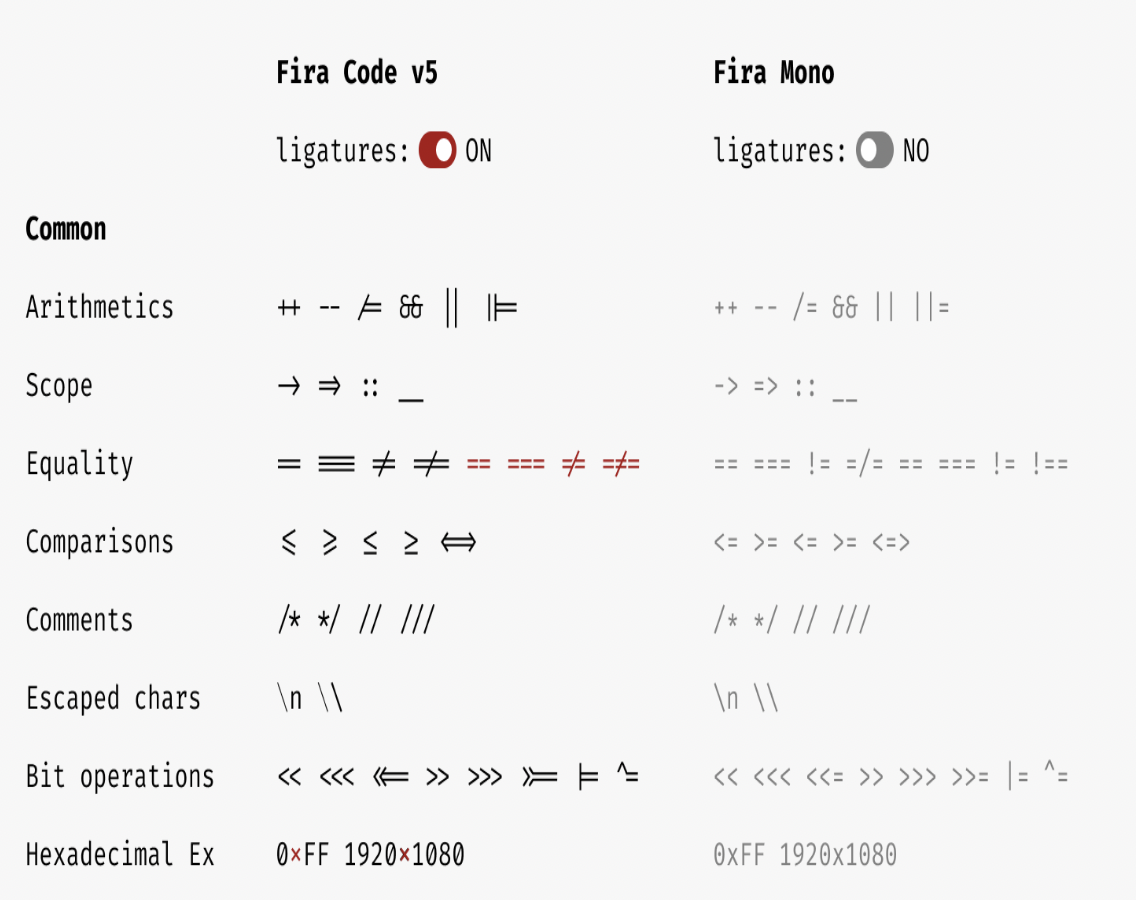 Fira Code v5 Fira Mono
ligatures: ON ligatures: NO
Common
Arithmetics ++ -- /= && || ||= ++ -- /= && || ||=
Scope -> => :: __ -> => :: __
Equality == === != =/= == === != !== == === != =/= == === != !==
Comparisons <= >= <= >= <=> <= >= <= >= <=>
Comments /* */ // /// /* */ // ///
Escaped chars \n \\ \n \\
Bit operations << <<< <<= >> >>> >>= |= ^= << <<< <<= >> >>> >>= |= ^=
Hexadecimal Ex 0xFF 1920x1080 0xFF 1920x1080